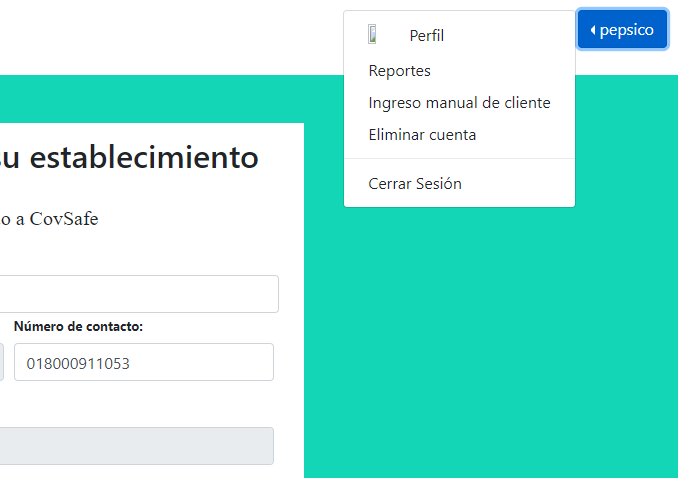 Perfil
pepsico
Reportes
Ingreso manual de cliente
Eliminar cuenta
Cerrar Sesión
su establecimiento
o a CovSafe
Número de contacto:
018000911053